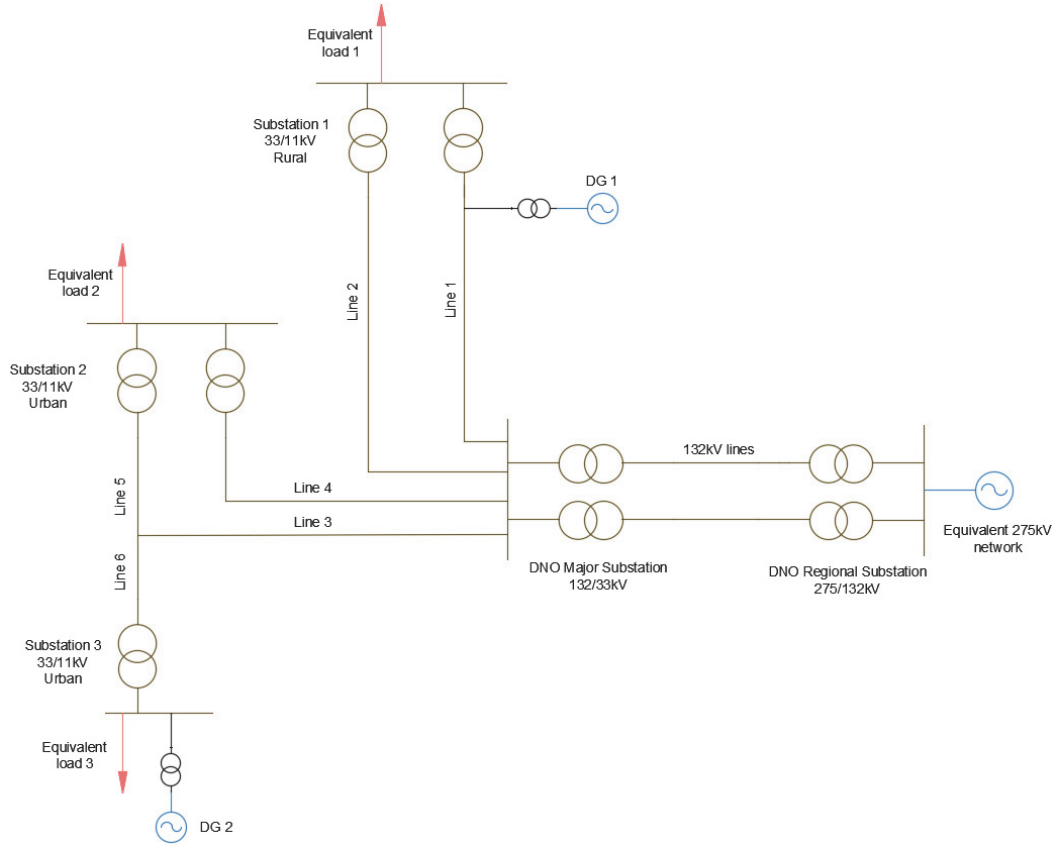 Equivalent
load 1
Substation 1
33/11kV
Rural
DG 1
Equivalent
load 2
Line 2
Line 1
Substation 2
33/11kV
Urban
132kV lines
Line 5
Line 4
Line 3
Equivalent 275kV
network
Line 6
DNO Major Substation
132/33kV
DNO Regional Substation
275/132kV
Substation 3
33/11kV
Urban
Equivalent
load 3
DG 2